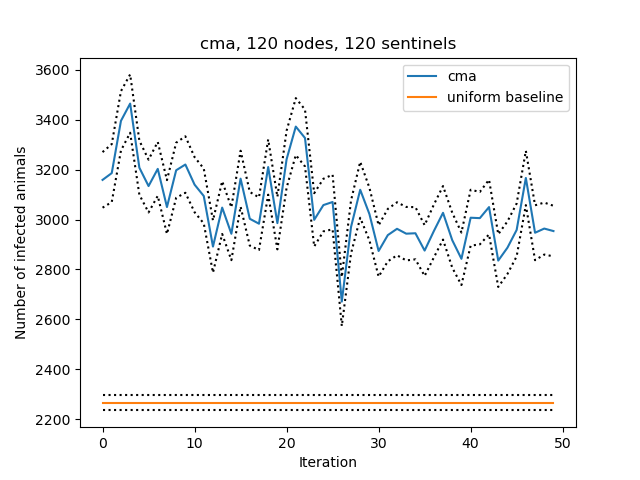 cma, 120 nodes, 120 sentinels
cma
uniform baseline
Number of infected animals
3600
3400
3200
3000
2800
2600
2400
2200
0 10 20 30 40 50
Iteration